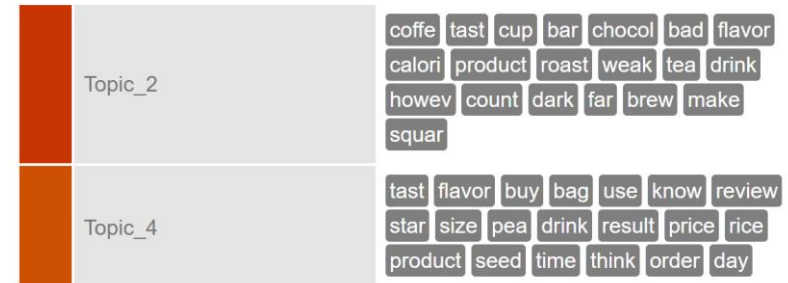 coffe tast cup bar chocol bad flavor
Topic_2
calori product roast weak tea drink
howev count dark far brew make
squar
tast flavor buy bag use know review
Topic_4
star size pea drink result price rice
product seed time think order day